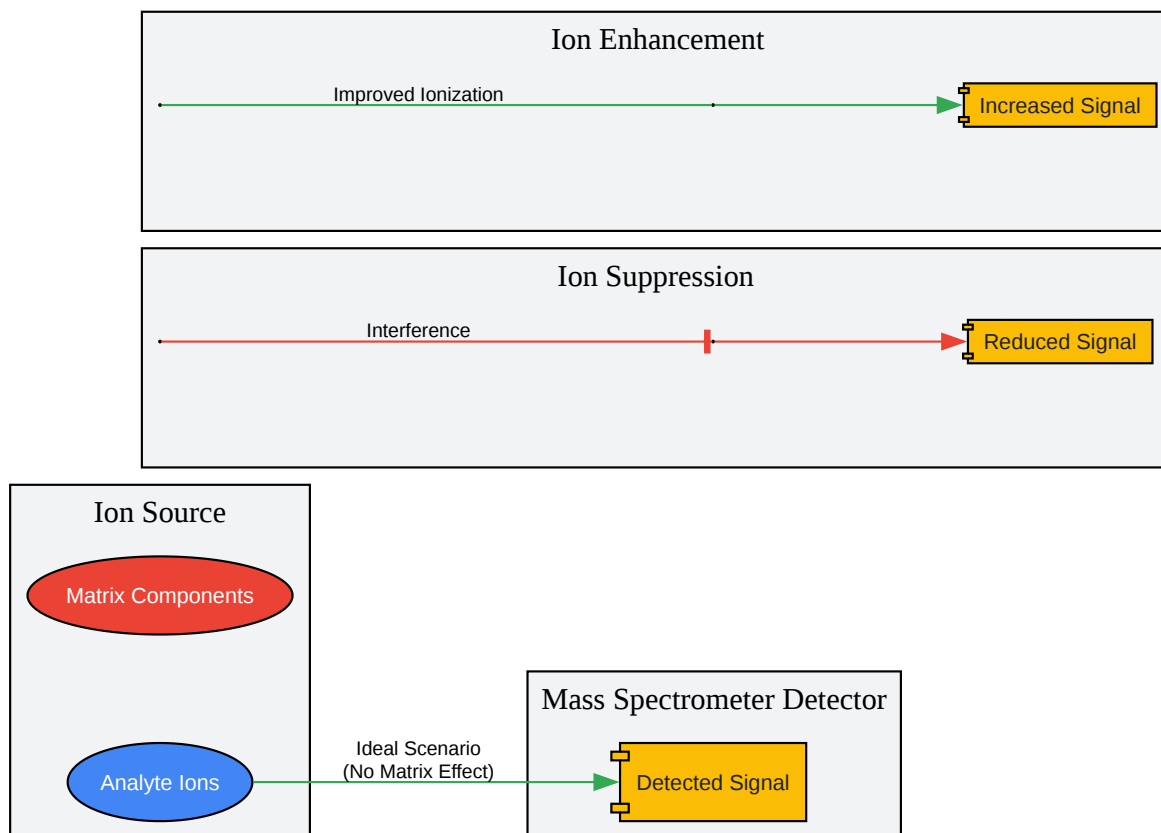 Ion Enhancement
Improved Ionization
Increased Signal
Ion Suppression
Interference
Reduced Signal
Ion Source
Matrix Components
Mass Spectrometer Detector
Ideal Scenario
(No Matrix Effect)
Analyte Ions
Detected Signal